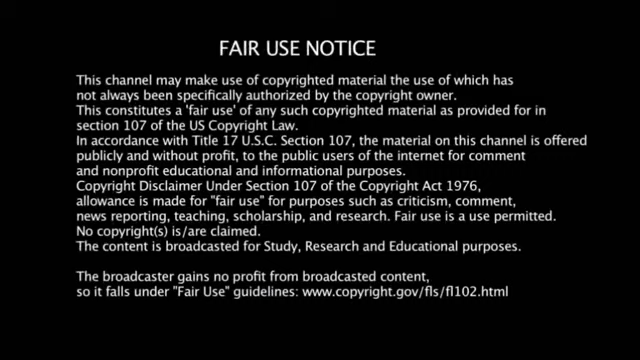 FAIR USE NOTICE
This channel may make use of copyrighted material the use of which has
not always been specifically authorized by the copyright owner.
This constitutes a 'fair use' of any such copyrighted material as provided for in
section 107 of the US Copyright Law.
In accordance with Title 17 U.S.C. Section 107, the material on this channel is offered
publicly and without profit, to the public users of the internet for comment
and nonprofit educational and informational purposes.
Copyright Disclaimer Under Section 107 of the Copyright Act 1976,
allowance is made for "fair use" for purposes such as criticism, comment,
news reporting, teaching, scholarship, and research. Fair use is a use permitted.
No copyright(s) is/are claimed.
The content is broadcasted for Study, Research and Educational purposes.
The broadcaster gains no profit from broadcasted content,
so it falls under "Fair Use" guidelines: www.copyright.gov/fls/fl102.html